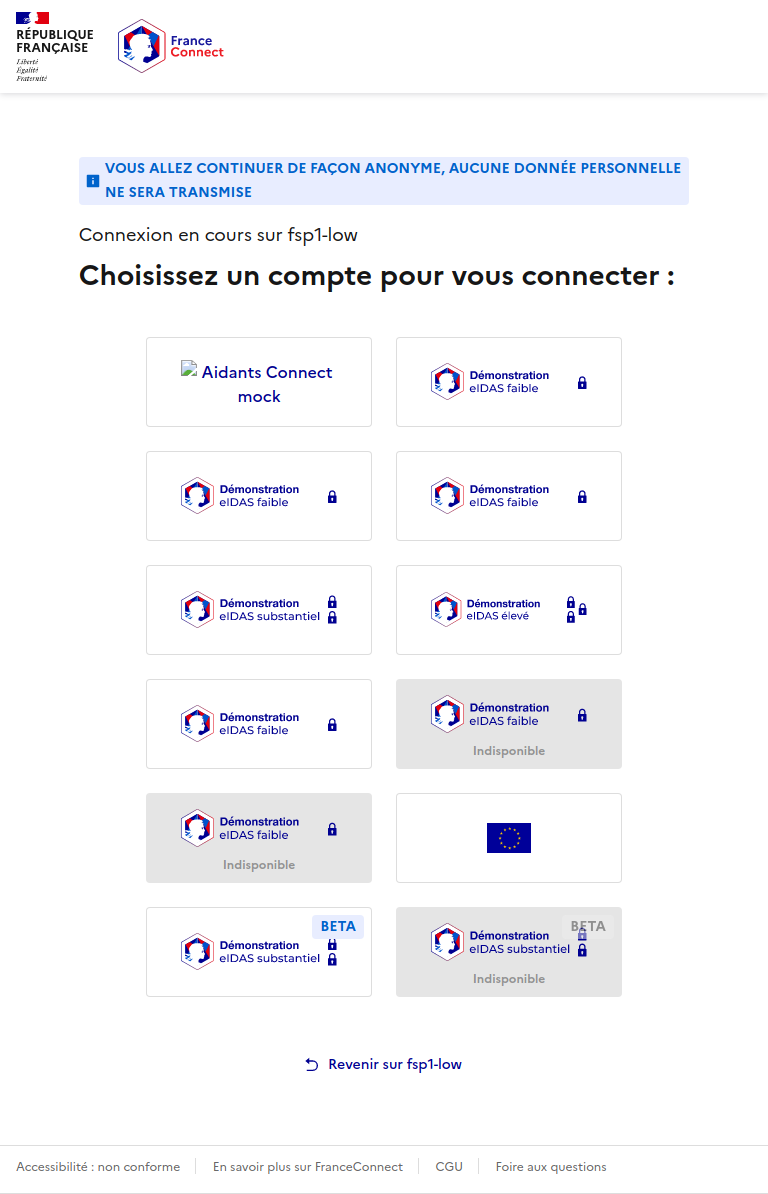 RÉPUBLIQUE
FRANÇAISE
Liberté
Égalité
Fraternité
France
Connect
VOUS ALLEZ CONTINUER DE FAÇON ANONYME, AUCUNE DONNÉE PERSONNELLE
NE SERA TRANSMISE
Connexion en cours sur fsp1-low
Choisissez un compte pour vous connecter :
Aidants Connect
mock
Démonstration
eIDAS faible
Démonstration
eIDAS faible
Démonstration
eIDAS faible
Démonstration
eIDAS substantiel
Démonstration
eIDAS élevé
Démonstration
eIDAS faible
Démonstration
eIDAS faible
Indisponible
Démonstration
eIDAS faible
Indisponible
BETA
Démonstration
eIDAS substantiel
BETA
Démonstration
eIDAS substantiel
Indisponible
Revenir sur fsp1-low
Accessibilité : non conforme
En savoir plus sur FranceConnect
CGU
Foire aux questions